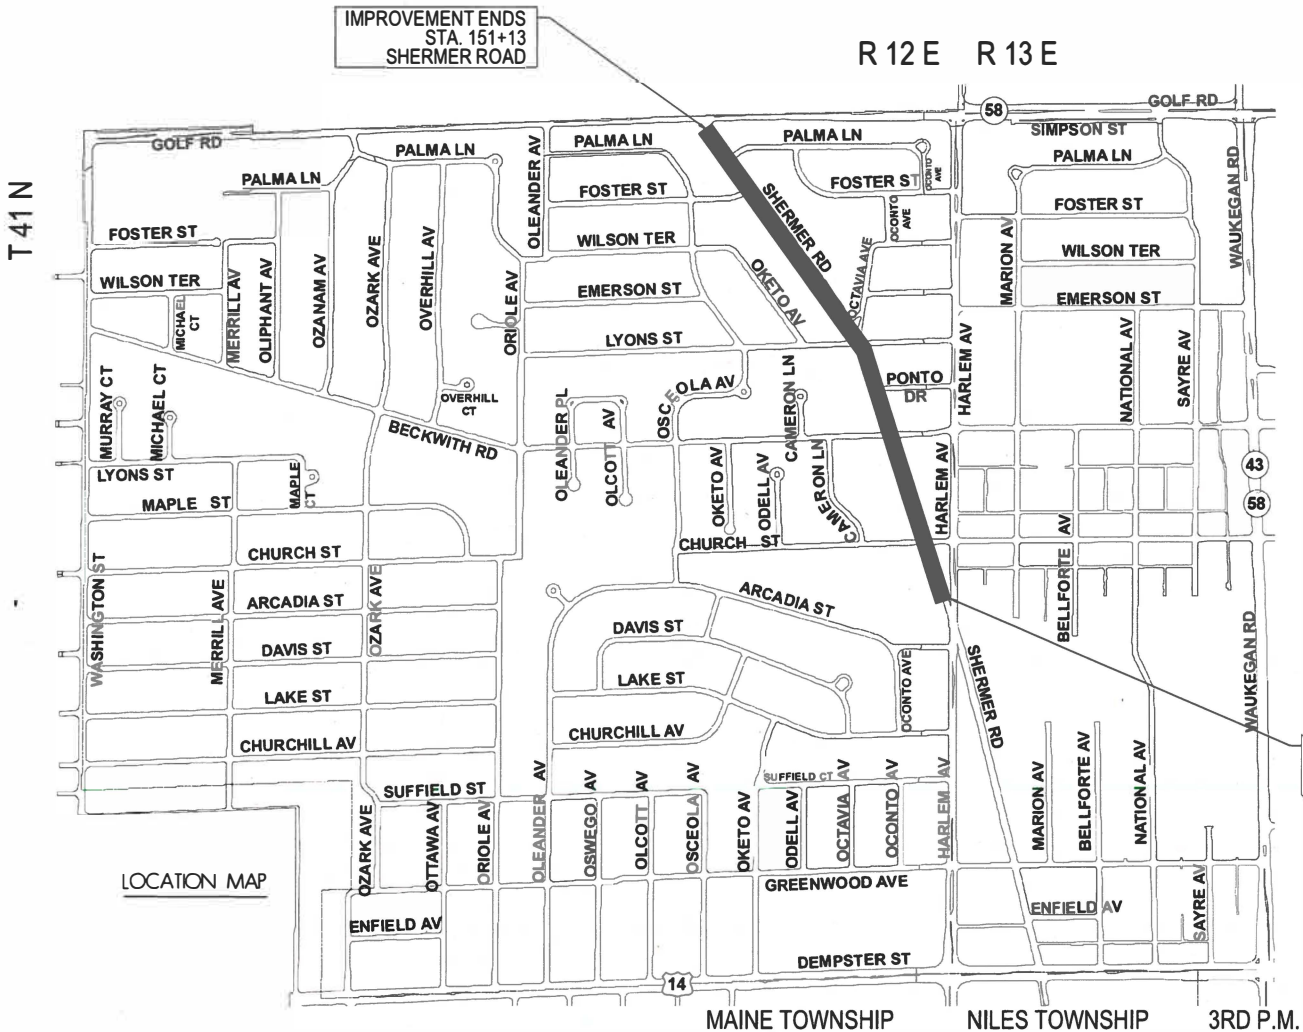 IMPROVEMENT ENDS
STA. 151+13
SHERMER ROAD
R 12 E R 13 E
T 41 N
58
GOLF RD
SIMPSON ST
GOLF RD
PALMA LN
PALMA LN
PALMA LN
PALMA LN
PALMA LN
OLEANDER AV
WAUKEGAN RD
OCONTO AVE
FOSTER ST
FOSTER ST
FOSTER ST
FOSTER ST
SHERMER RD
OCONTO AVE
WILSON TER
WILSON TER
WILSON TER
MARION AV
OCTAVIA AVE
OKETO AV
MERRILL AV
OLIPHANT AV
OZANAM AV
OZARK AVE
OVERHILL AV
ORIOLE AV
EMERSON ST
EMERSON ST
MICHAEL CT
LYONS ST
HARLEM AV
NATIONAL AV
SAYRE AV
MURRAY CT
MICHAEL CT
OVERHILL CT
OSCEOLA AV
CAMERON LN
PONTO DR
OLEANDER PL
OLCOTT AV
BECKWITH RD
LYONS ST
MAPLE ST
MAPLE CT
OKETO AV
ODELL AV
CAMERON LN
HARLEM AV
43
58
CHURCH ST
CHURCH ST
BELLFORTE AV
WASHINGTON ST
MERRILL AVE
OZARK AVE
ARCADIA ST
ARCADIA ST
DAVIS ST
DAVIS ST
LAKE ST
LAKE ST
OCONTO AVE
SHERMER RD
WAUKEGAN RD
CHURCHILL AV
CHURCHILL AV
SUFFIELD ST
SUFFIELD CT
OZARK AVE
OTTAWA AV
ORIOLE AV
OLEANDER AV
OSWEGO AV
OLCOTT AV
OSCEOLA AV
OKETO AV
ODELL AV
OCTAVIA AV
OCONTO AV
HARLEM AV
MARION AV
BELLFORTE AV
NATIONAL AV
LOCATION MAP
GREENWOOD AVE
ENFIELD AV
ENFIELD AV
SAYRE AV
DEMPSTER ST
14
MAINE TOWNSHIP NILES TOWNSHIP 3RD P.M.